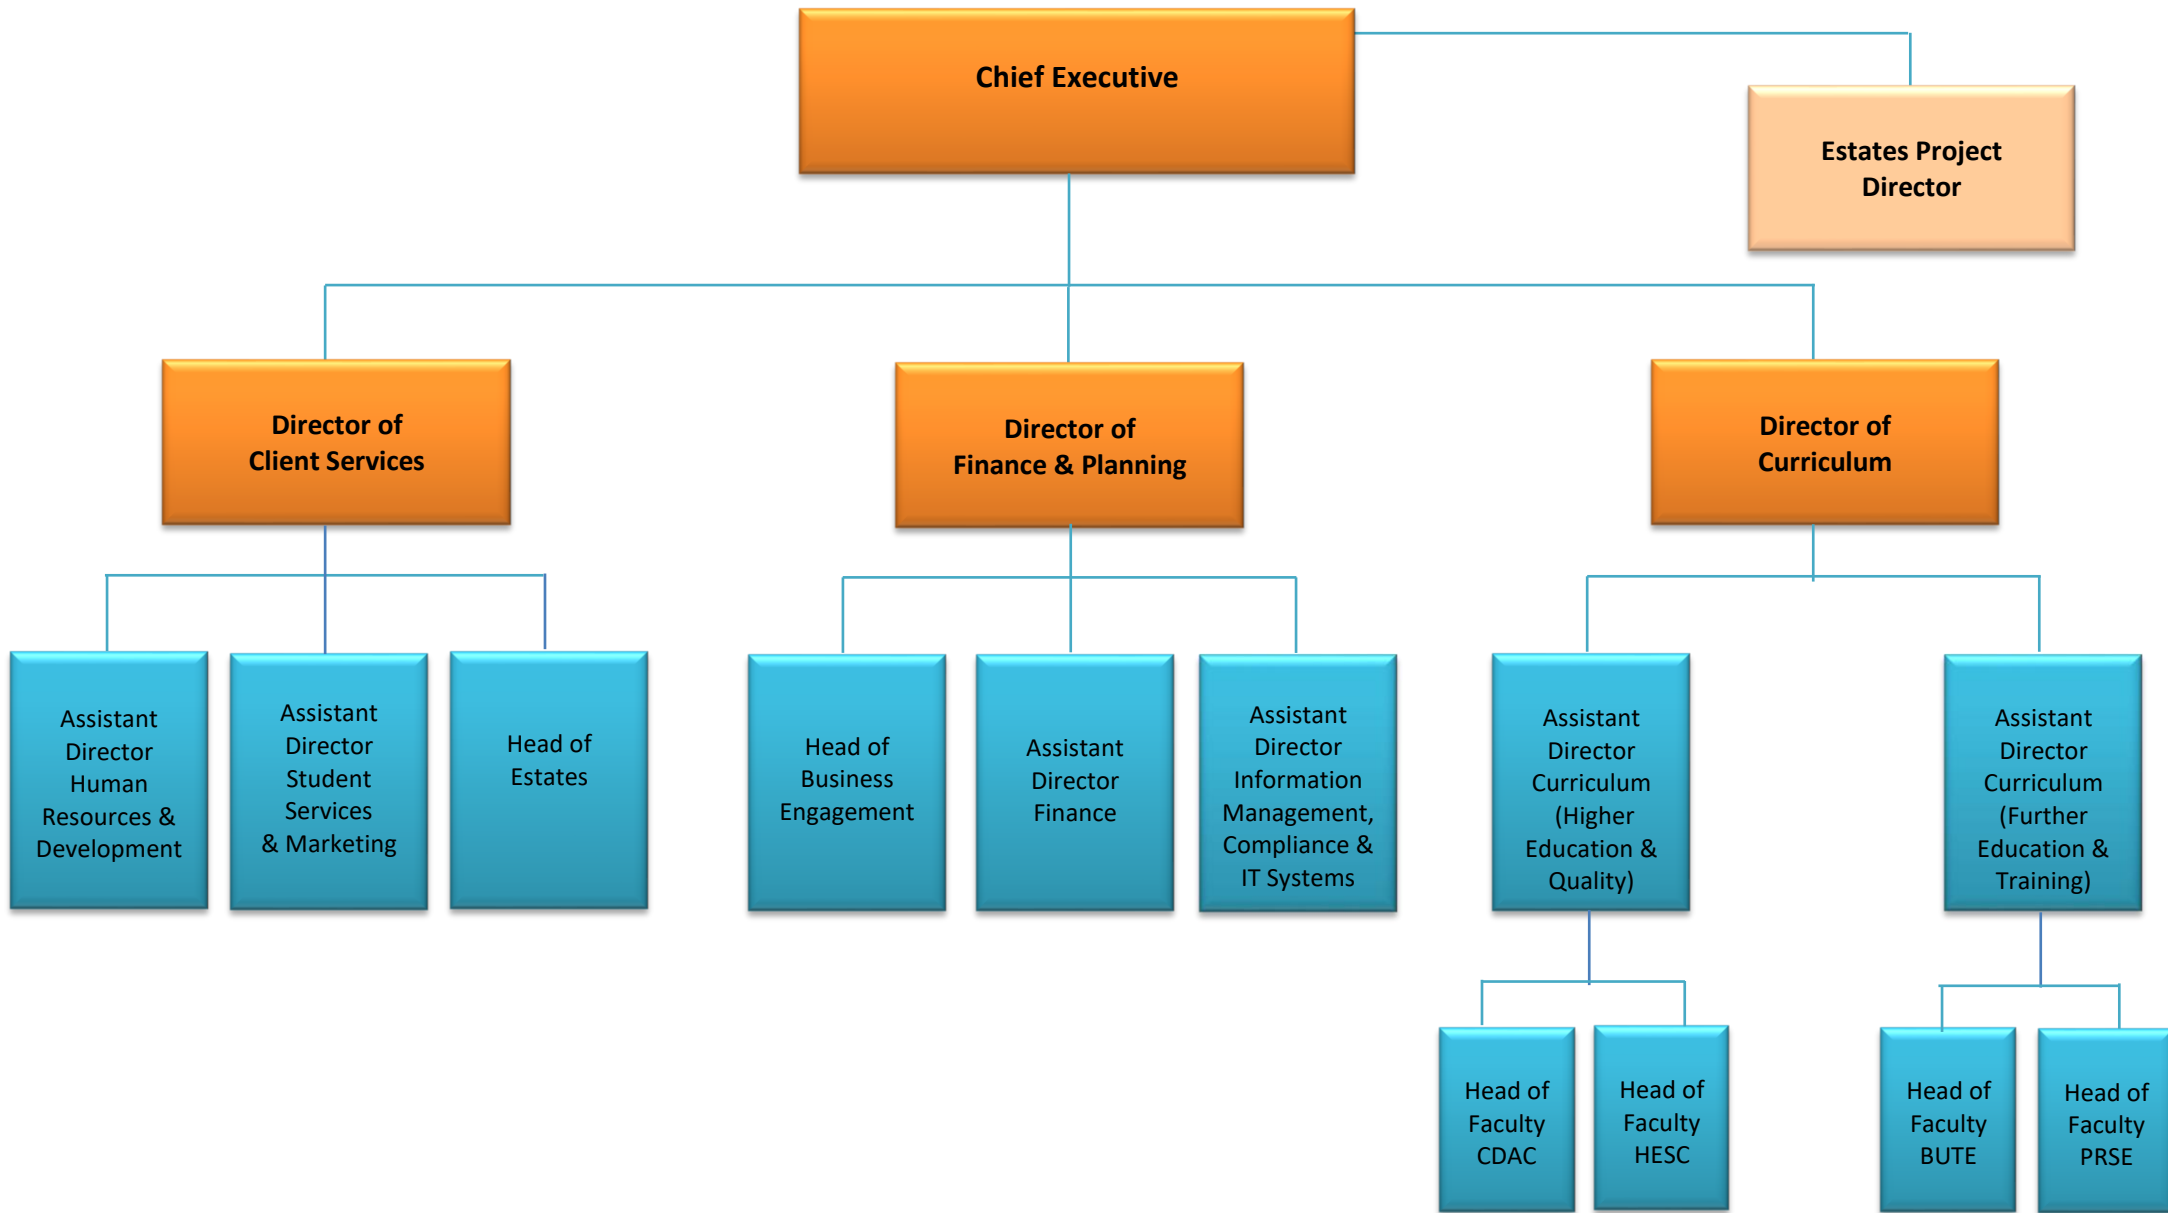 Chief Executive
Estates Project
Director
Director of
Client Services
Director of
Finance & Planning
Director of
Curriculum
Assistant
Director
Human
Resources &
Development
Assistant
Director
Student
Services
& Marketing
Head of
Estates
Head of
Business
Engagement
Assistant
Director
Finance
Assistant
Director
Information
Management,
Compliance &
IT Systems
Assistant
Director
Curriculum
(Higher
Education &
Quality)
Assistant
Director
Curriculum
(Further
Education &
Training)
Head of
Faculty
CDAC
Head of
Faculty
HESC
Head of
Faculty
BUTE
Head of
Faculty
PRSE